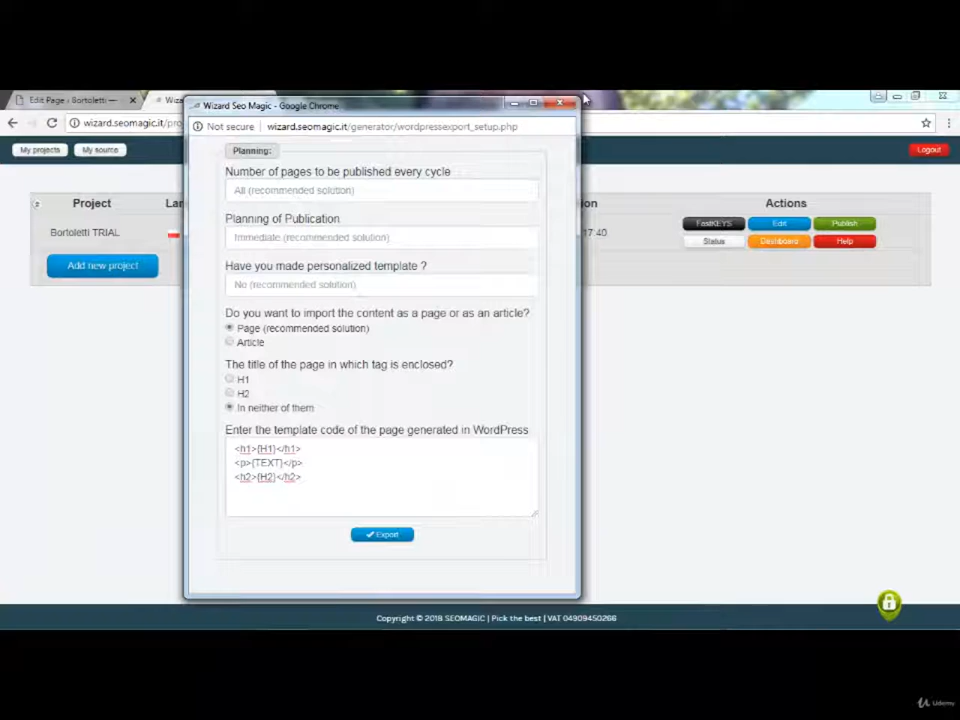 Edit Page ‹ Bortoletti —
Wizard Seo Magic - Google Chrome
Not secure
wizard.seomagic.it/generator/wordpressexport_setup.php
wizard.seomagic.it/pro
My projects
My source
Logout
Planning:
Number of pages to be published every cycle
All (recommended solution)
Planning of Publication
Immediate (recommended solution)
Have you made personalized template ?
No (recommended solution)
Do you want to import the content as a page or as an article?
Page (recommended solution)
Article
The title of the page in which tag is enclosed?
H1
H2
In neither of them
Enter the template code of the page generated in WordPress
<h1>{H1}</h1>
<p>{TEXT}</p>
<h2>{H2}</h2>
Export
Project
Actions
Bortoletti TRIAL
17:40
FastKEYS
Edit
Publish
Status
Dashboard
Help
Add new project
Copyright © 2018 SEOMAGIC | Pick the best | VAT 04909450266
Udemy